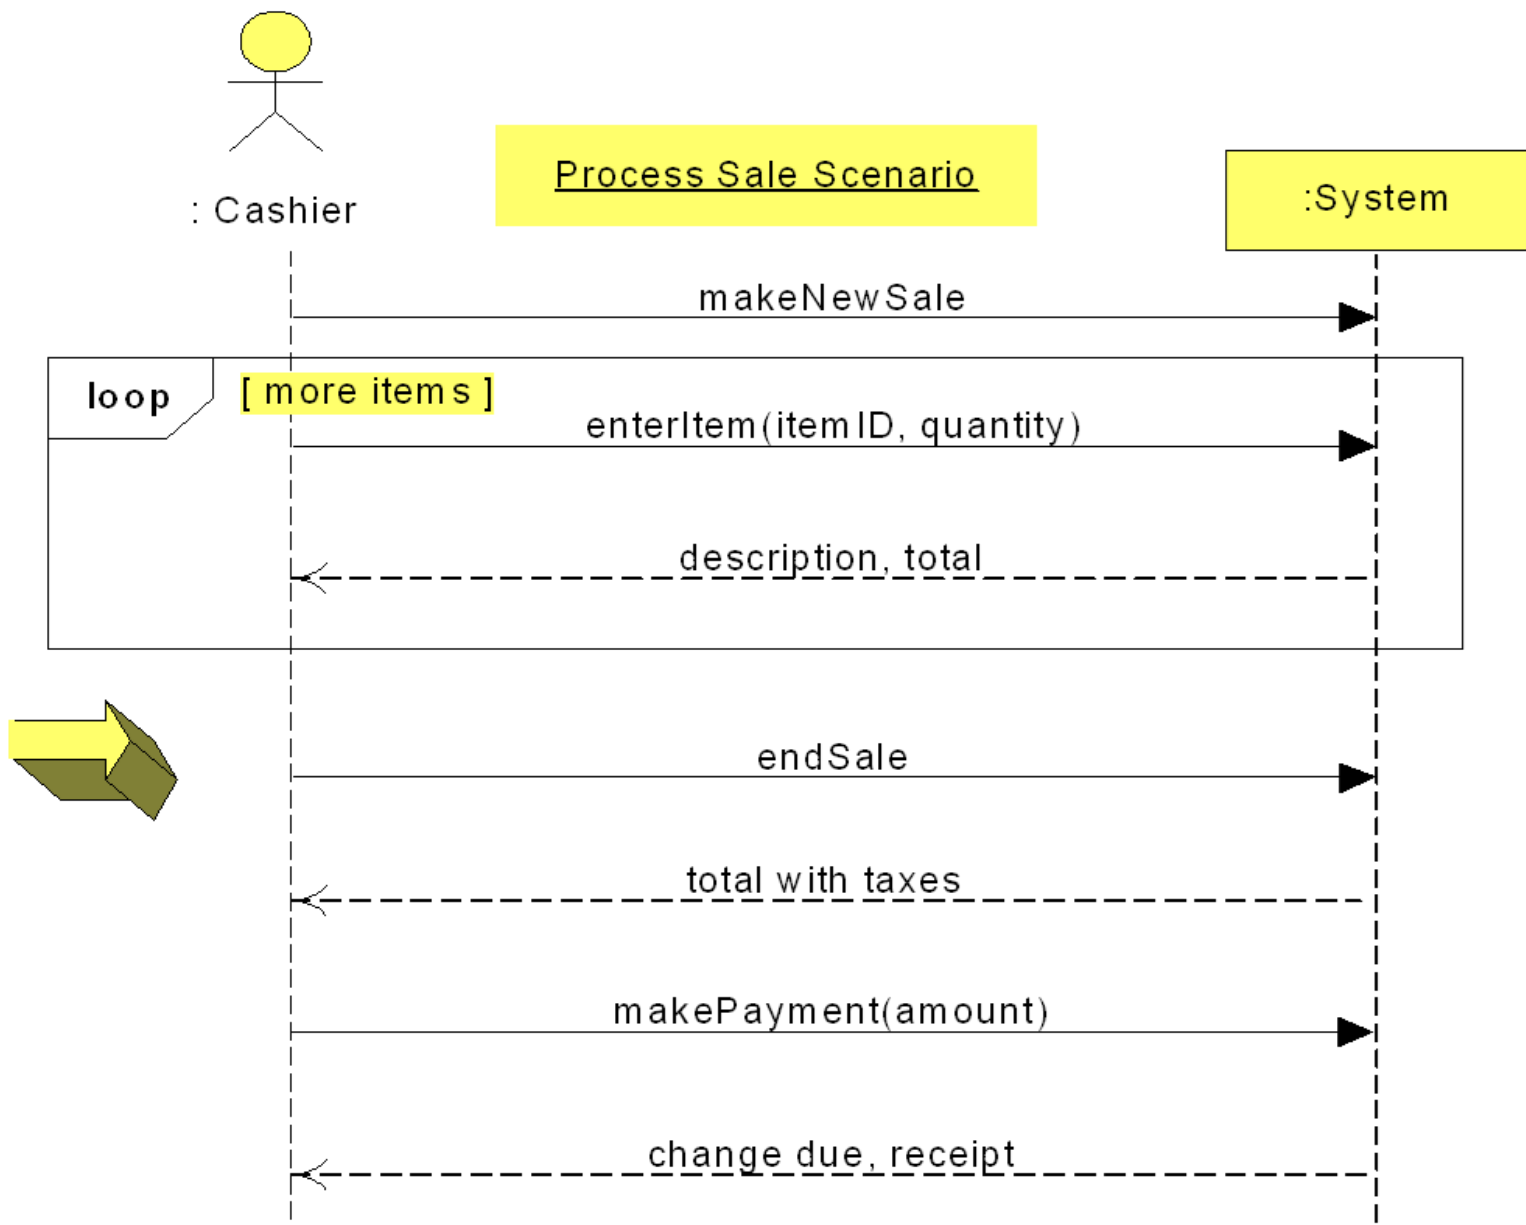 Process Sale Scenario
: Cashier
:System
makeNewSale
loop
[ more items ]
enterItem(itemID, quantity)
description, total
endSale
total with taxes
makePayment(amount)
change due, receipt